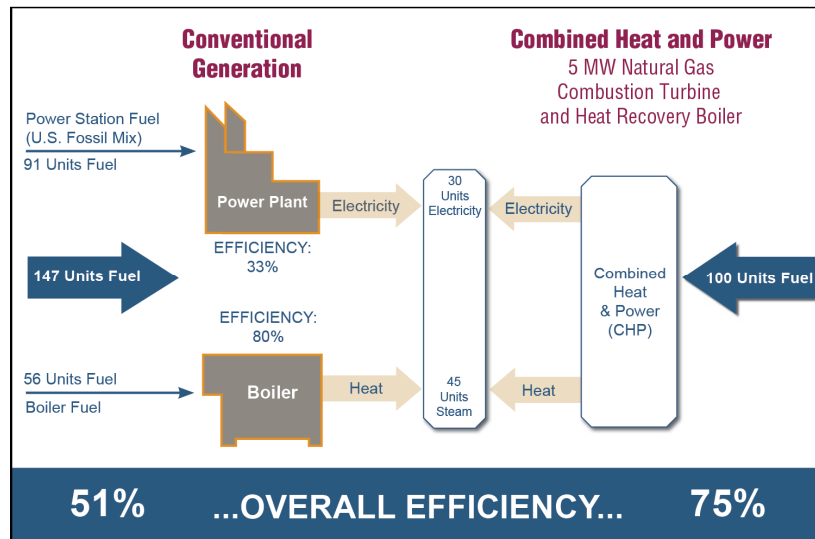 Conventional
Generation
Combined Heat and Power
5 MW Natural Gas
Combustion Turbine
and Heat Recovery Boiler
Power Station Fuel
(U.S. Fossil Mix)
91 Units Fuel
Power Plant
Electricity
30
Units
Electricity
Electricity
EFFICIENCY:
33%
147 Units Fuel
Combined
Heat
& Power
(CHP)
100 Units Fuel
EFFICIENCY:
80%
56 Units Fuel
Boiler Fuel
Boiler
Heat
45
Units
Steam
Heat
51% ...OVERALL EFFICIENCY... 75%